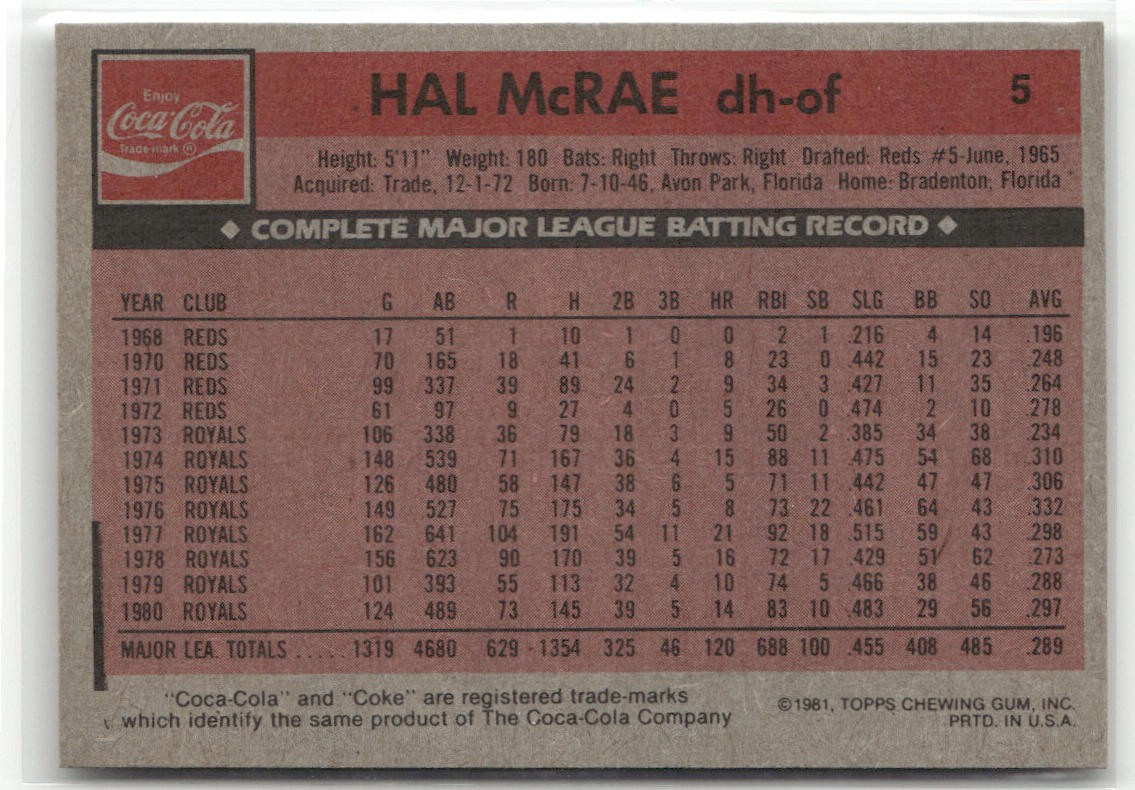 Enjoy
Coca-Cola
Trade-mark ®
HAL McRAE dh-of 5
Height: 5'11" Weight: 180 Bats: Right Throws: Right Drafted: Reds #5-June, 1965
Acquired: Trade, 12-1-72 Born: 7-10-46, Avon Park, Florida Home: Bradenton, Florida
◆ COMPLETE MAJOR LEAGUE BATTING RECORD ◆
YEAR CLUB G AB R H 2B 3B HR RBI SB SLG BB SO AVG
1968 REDS 17 51 1 10 1 0 0 2 1 .216 4 14 .196
1970 REDS 70 165 18 41 6 1 8 23 0 .442 15 23 .248
1971 REDS 99 337 39 89 24 2 9 34 3 .427 11 35 .264
1972 REDS 61 97 9 27 4 0 5 26 0 .474 2 10 .278
1973 ROYALS 106 338 36 79 18 3 9 50 2 .385 34 38 .234
1974 ROYALS 148 539 71 167 36 4 15 88 11 .475 54 68 .310
1975 ROYALS 126 480 58 147 38 6 5 71 11 .442 47 47 .306
1976 ROYALS 149 527 75 175 34 5 8 73 22 .461 64 43 .332
1977 ROYALS 162 641 104 191 54 11 21 92 18 .515 59 43 .298
1978 ROYALS 156 623 90 170 39 5 16 72 17 .429 51 62 .273
1979 ROYALS 101 393 55 113 32 4 10 74 5 .466 38 46 .288
1980 ROYALS 124 489 73 145 39 5 14 83 10 .483 29 56 .297
MAJOR LEA. TOTALS ..... 1319 4680 629 1354 325 46 120 688 100 .455 408 485 .289
"Coca-Cola" and "Coke" are registered trade-marks
which identify the same product of The Coca-Cola Company
©1981, TOPPS CHEWING GUM, INC.
PRTD. IN U.S.A.